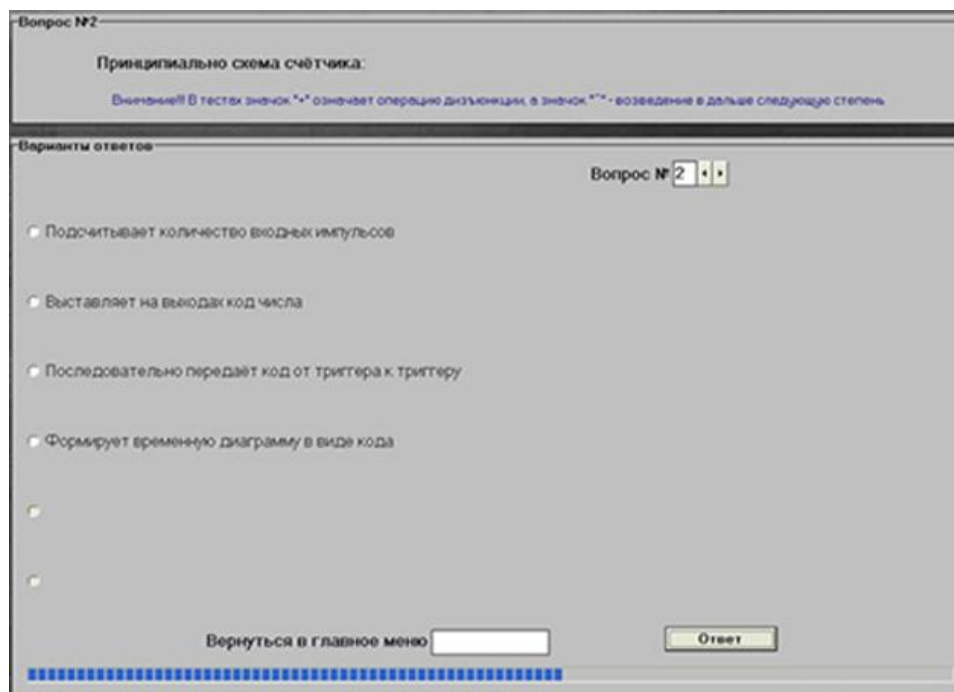 Вопрос №2
Принципиально схема счётчика:
Внимание!!! В тестах значок "+" означает операцию дизъюнкции, а значок "^" - возведение в дальше следующую степень
Варианты ответов
Вопрос № 2
Подсчитывает количество входных импульсов
Выставляет на выходах код числа
Последовательно передаёт код от триггера к триггеру
Формирует временную диаграмму в виде кода
Вернуться в главное меню
Ответ